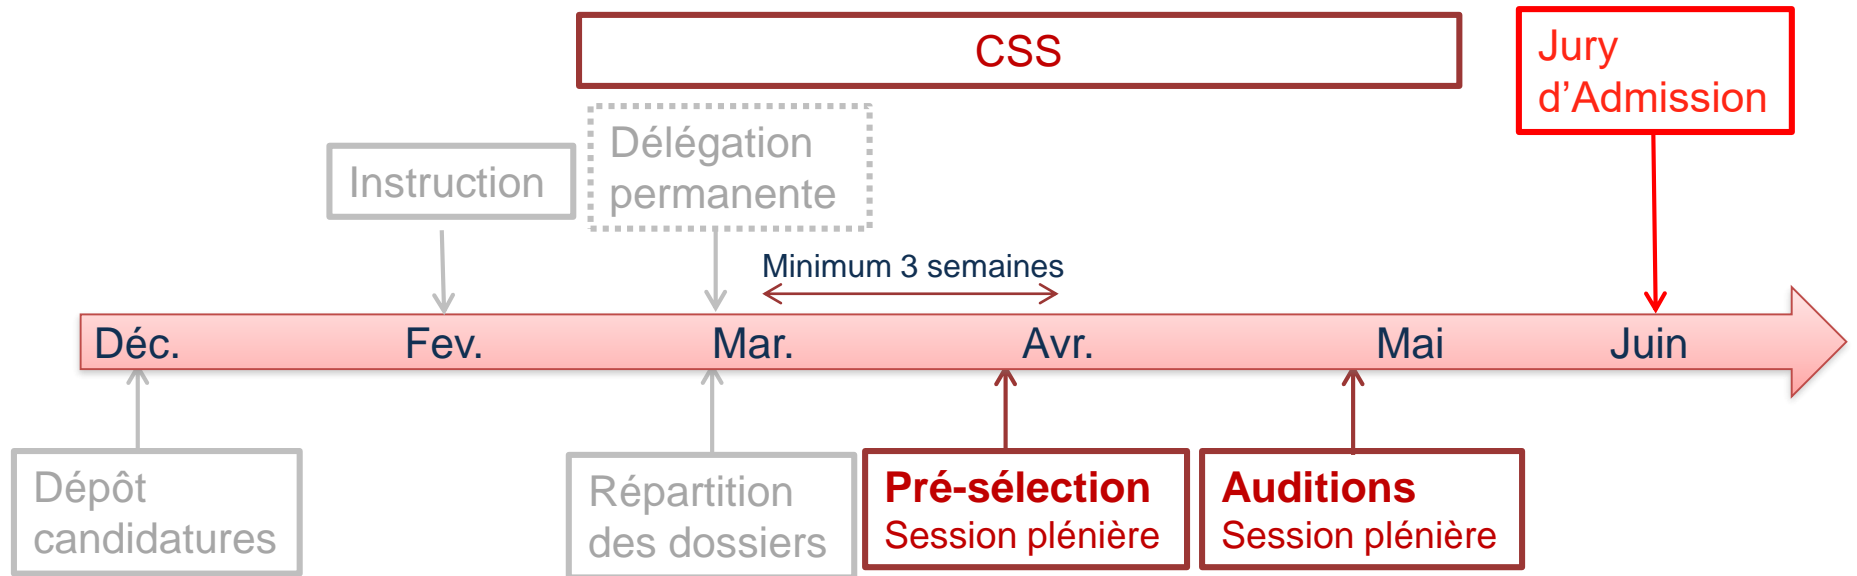 CSS
Jury
d’Admission
Délégation
permanente
Instruction
Minimum 3 semaines
Déc.
Fev.
Mar.
Avr.
Mai
Juin
Dépôt
candidatures
Répartition
des dossiers
Pré-sélection
Session plénière
Auditions
Session plénière